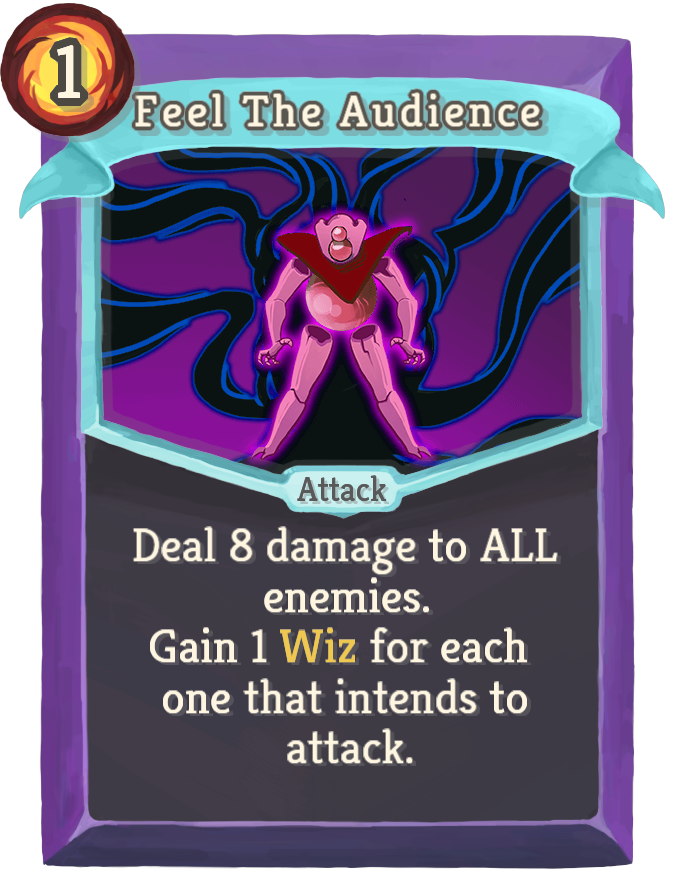 1
Feel The Audience
Attack
Deal 8 damage to ALL
enemies.
Gain 1 Wiz for each
one that intends to
attack.